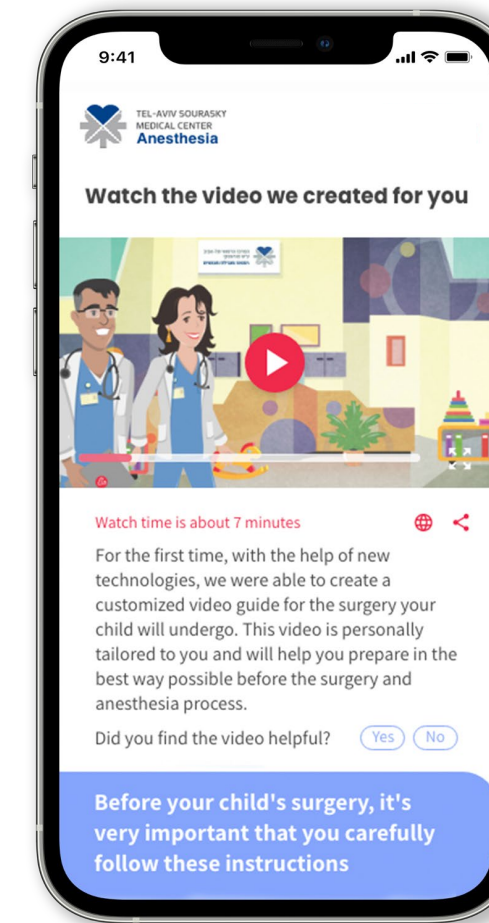 9:41
TEL-AVIV SOURASKY
MEDICAL CENTER
Anesthesia
Watch the video we created for you
Watch time is about 7 minutes
For the first time, with the help of new
technologies, we were able to create a
customized video guide for the surgery your
child will undergo. This video is personally
tailored to you and will help you prepare in the
best way possible before the surgery and
anesthesia process.
Did you find the video helpful? Yes No
Before your child's surgery, it's
very important that you carefully
follow these instructions